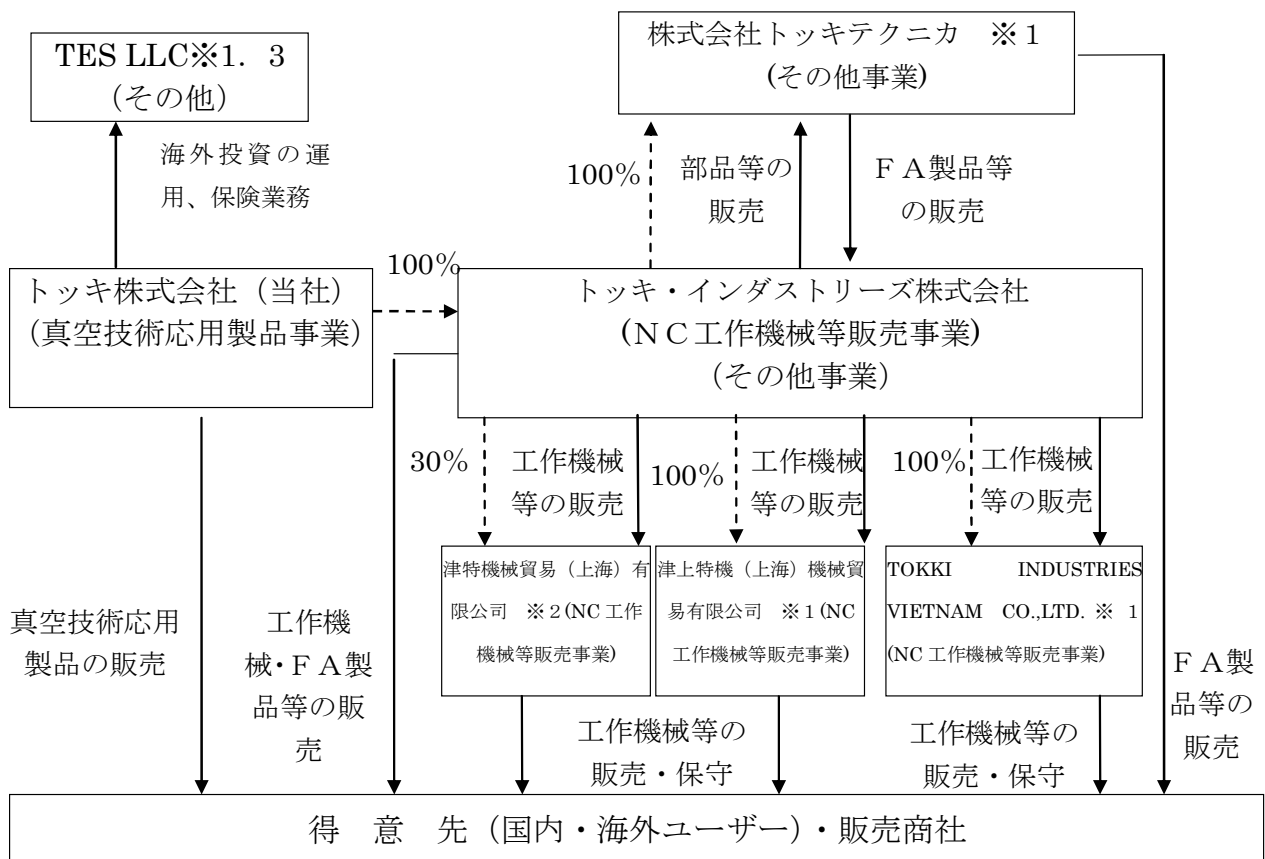 TES LLC※1．3
(その他）
株式会社トッキテクニカ　※１
(その他事業)
海外投資の運
用、保険業務
100%
部品等の
販売
ＦＡ製品等
の販売
トッキ株式会社（当社）
(真空技術応用製品事業)
100%
トッキ・インダストリーズ株式会社
(ＮＣ工作機械等販売事業)
（その他事業）
30%
工作機械
等の販売
100%
工作機械
等の販売
100%
工作機械
等の販売
津特機械貿易（上海）有
限公司　※２(NC 工作
機械等販売事業)
津上特機（上海）機械貿
易有限公司　※１(NC
工作機械等販売事業)
TOKKI INDUSTRIES
VIETNAM CO.,LTD. ※ 1
(NC 工作機械等販売事業)
真空技術応用
製品の販売
工作機
械・ＦＡ製
品等の販
売
工作機械等の
販売・保守
工作機械等の
販売・保守
ＦＡ製
品等の
販売
得　意　先（国内・海外ユーザー）・販売商社